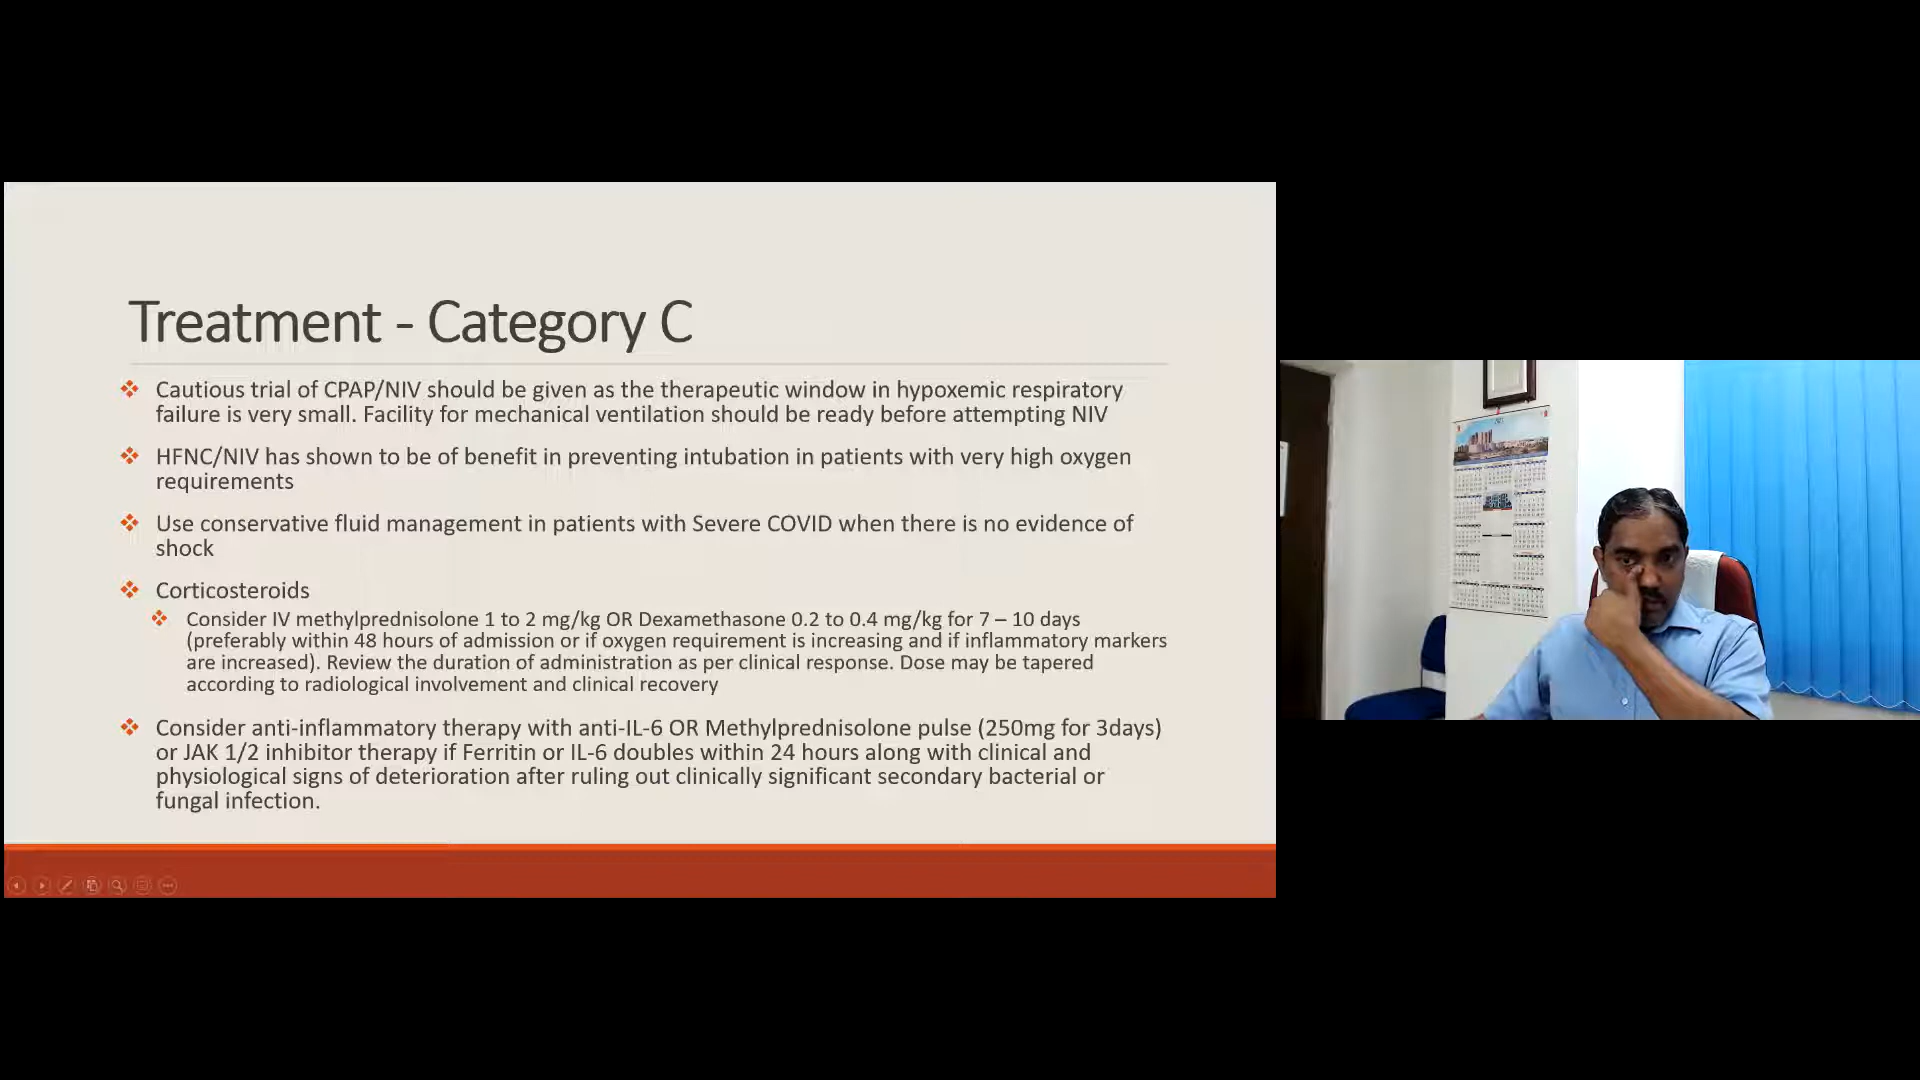 Treatment - Category C
Cautious trial of CPAP/NIV should be given as the therapeutic window in hypoxemic respiratory
failure is very small. Facility for mechanical ventilation should be ready before attempting NIV
HFNC/NIV has shown to be of benefit in preventing intubation in patients with very high oxygen
requirements
Use conservative fluid management in patients with Severe COVID when there is no evidence of
shock
Corticosteroids
Consider IV methylprednisolone 1 to 2 mg/kg OR Dexamethasone 0.2 to 0.4 mg/kg for 7 – 10 days
(preferably within 48 hours of admission or if oxygen requirement is increasing and if inflammatory markers
are increased). Review the duration of administration as per clinical response. Dose may be tapered
according to radiological involvement and clinical recovery
Consider anti-inflammatory therapy with anti-IL-6 OR Methylprednisolone pulse (250mg for 3days)
or JAK 1/2 inhibitor therapy if Ferritin or IL-6 doubles within 24 hours along with clinical and
physiological signs of deterioration after ruling out clinically significant secondary bacterial or
fungal infection.